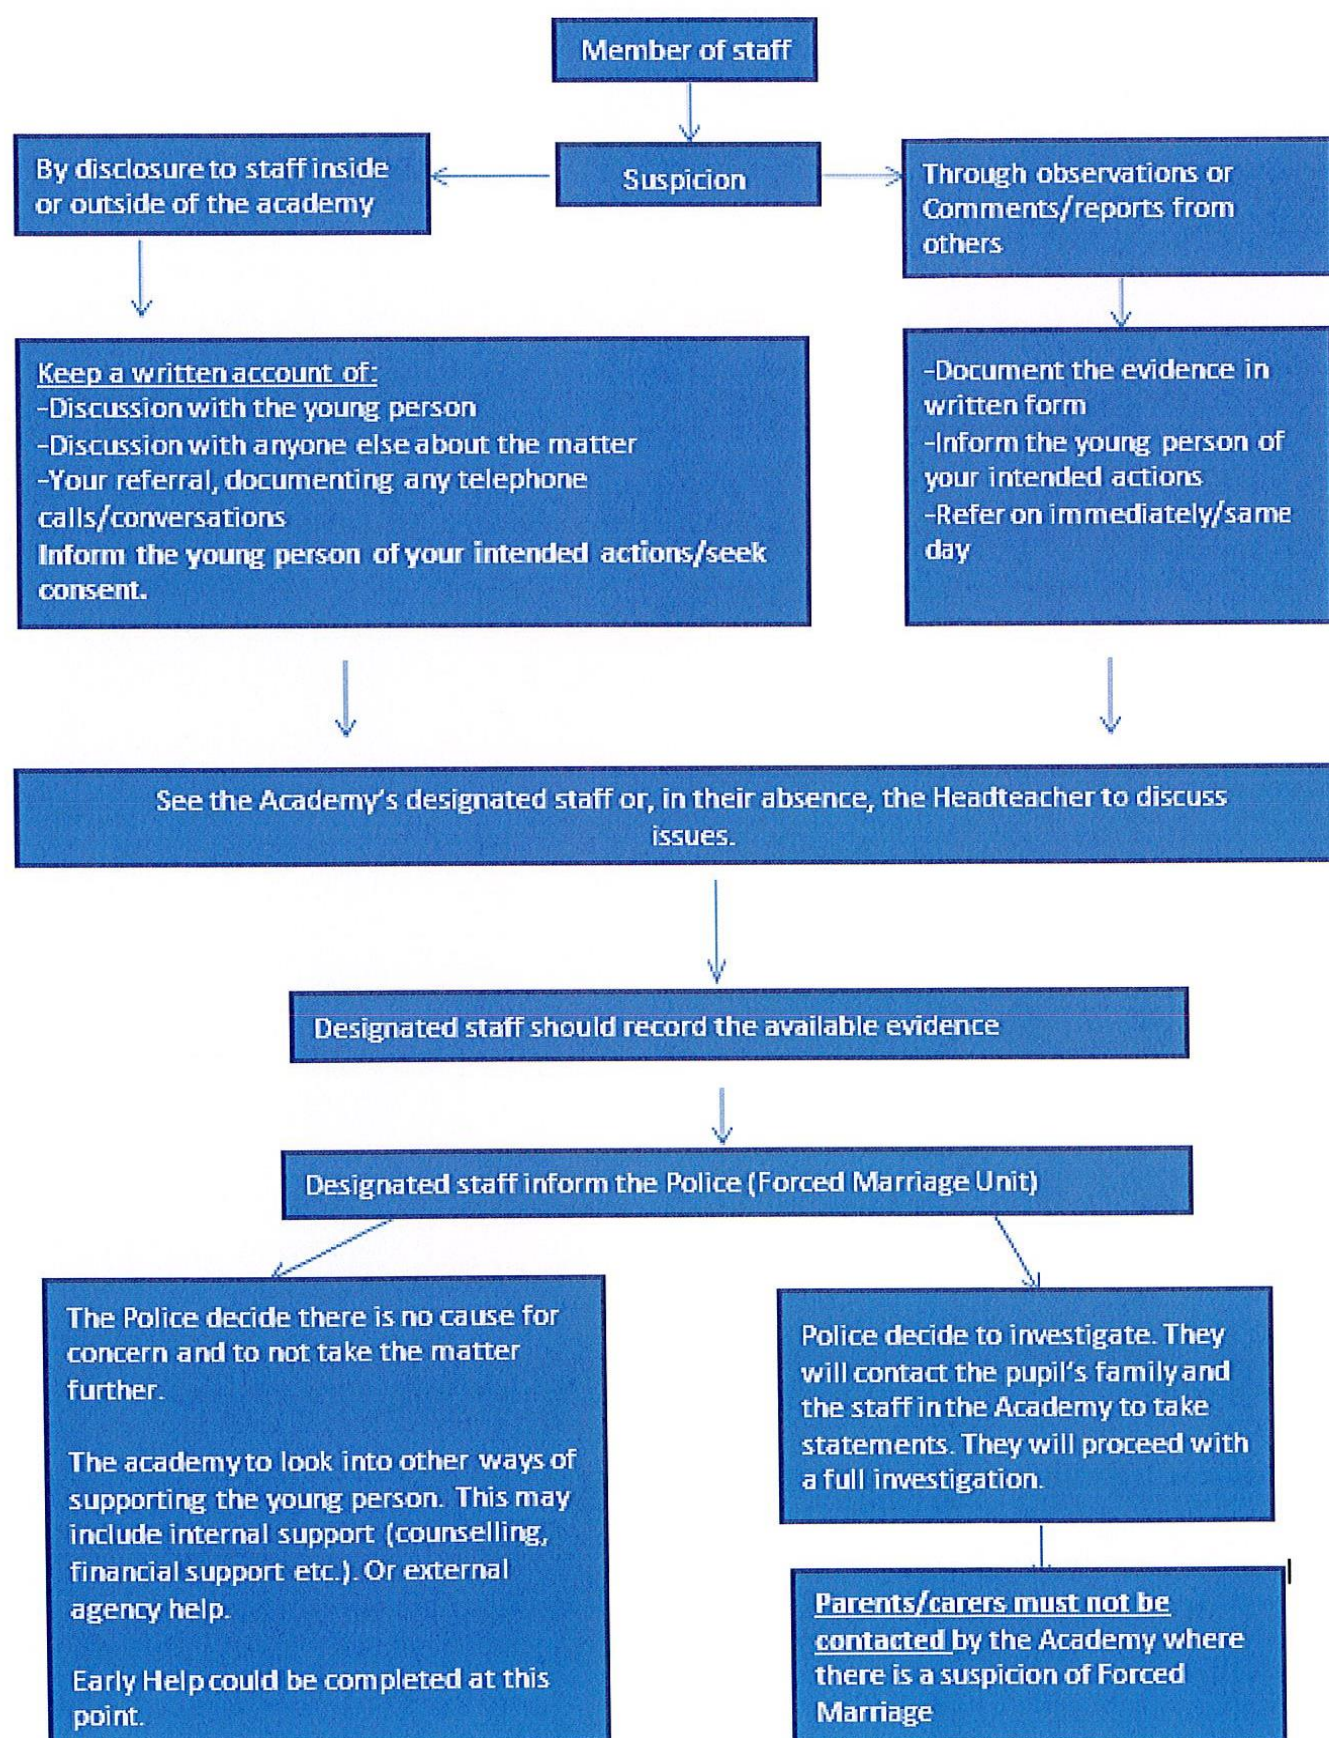 Member of staff
By disclosure to staff inside
or outside of the academy
Suspicion
Through observations or
Comments/reports from
others
Keep a written account of:
-Discussion with the young person
-Discussion with anyone else about the matter
-Your referral, documenting any telephone
calls/conversations
Inform the young person of your intended actions/seek
consent.
-Document the evidence in
written form
-Inform the young person of
your intended actions
-Refer on immediately/same
day
See the Academy's designated staff or, in their absence, the Headteacher to discuss
issues.
Designated staff should record the available evidence
Designated staff inform the Police (Forced Marriage Unit)
The Police decide there is no cause for
concern and to not take the matter
further.
The academy to look into other ways of
supporting the young person. This may
include internal support (counselling,
financial support etc.). Or external
agency help.
Early Help could be completed at this
point.
Police decide to investigate. They
will contact the pupil's family and
the staff in the Academy to take
statements. They will proceed with
a full investigation.
Parents/carers must not be
contacted by the Academy where
there is a suspicion of Forced
Marriage